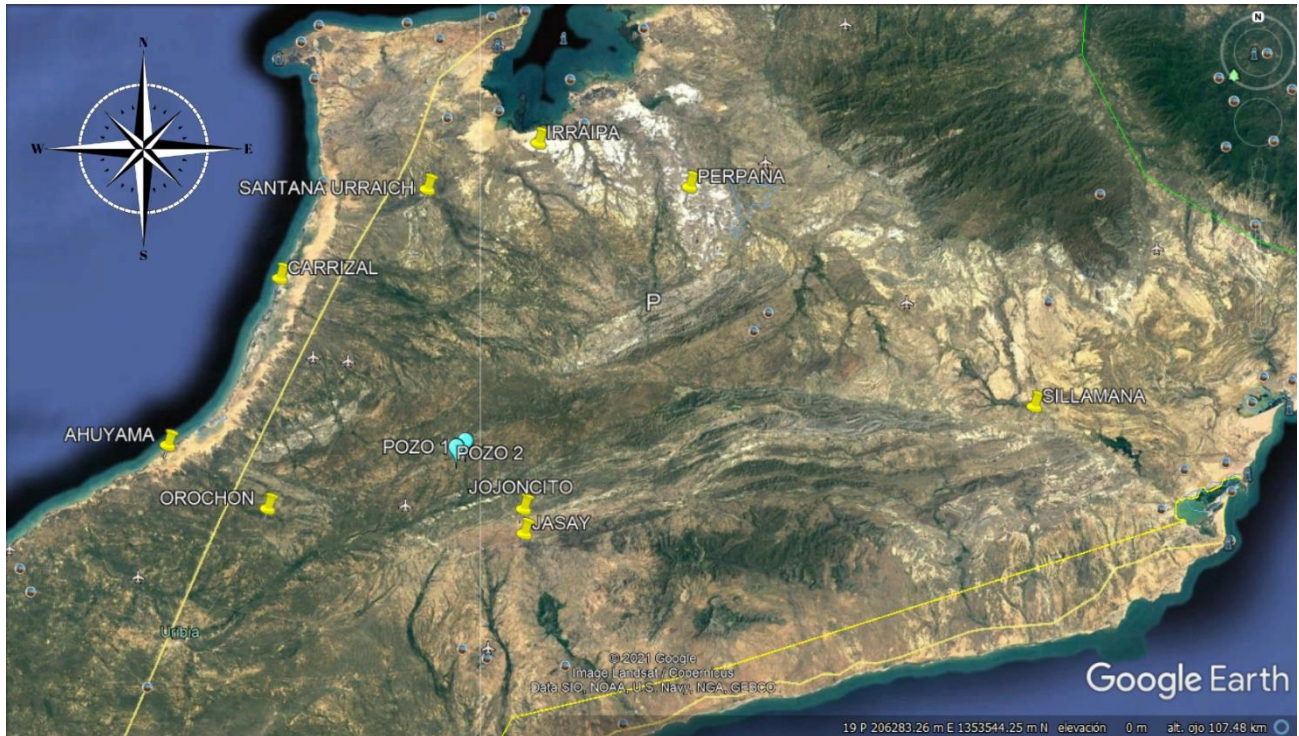 N
N
IRRAIPA
W
E
PERPANA
SANTANA URRAICH
S
CARRIZAL
P
SILLAMANA
AHUYAMA
POZO 1
POZO 2
JOJONCITO
OROCHON
JASAY
Uribia
© 2021 Google
Image Landsat / Copernicus
Data SIO, NOAA, U.S. Navy, NGA, GEBCO
Google Earth
19 P 206283.26 m E 1353544.25 m N elevación 0 m alt. ojo 107.48 km